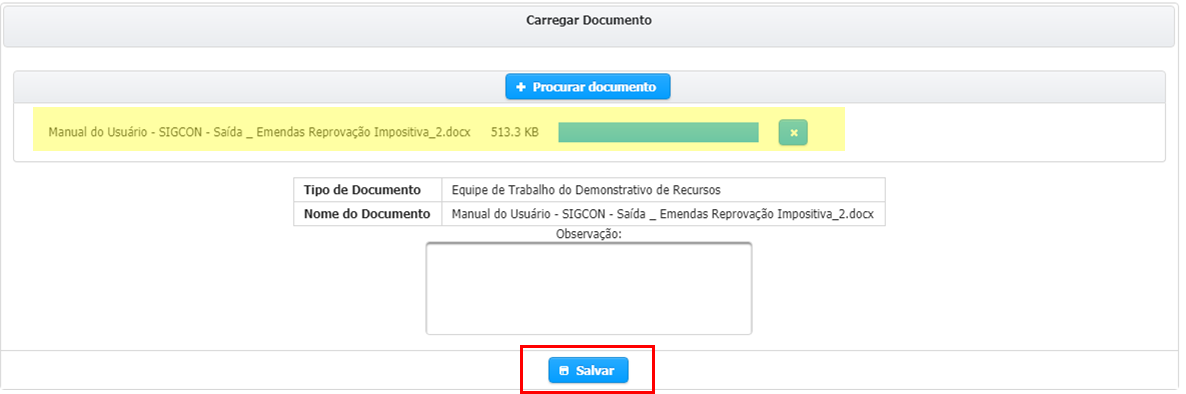 Carregar Documento
Procurar documento
Manual do Usuário - SIGCON - Saída _ Emendas Reprovação Impositiva_2.docx 513.3 KB
Tipo de Documento Equipe de Trabalho do Demonstrativo de Recursos
Nome do Documento Manual do Usuário - SIGCON - Saída _ Emendas Reprovação Impositiva_2.docx
Observação:
Salvar